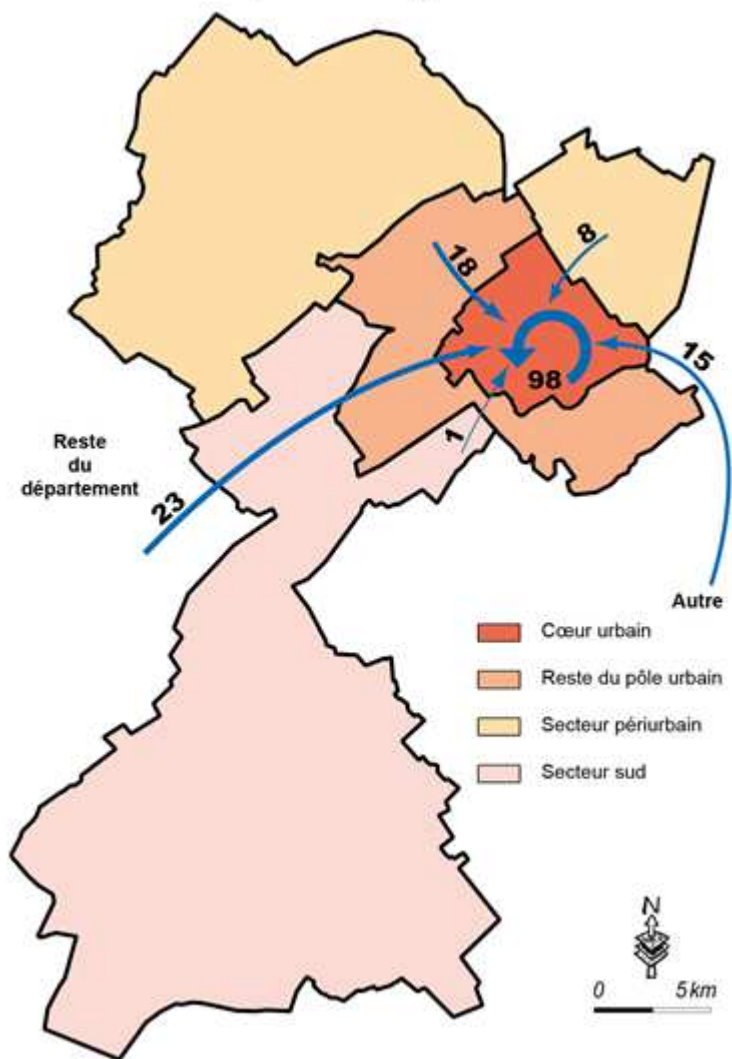 18
8
98
15
1
Reste
du
département
23
Autre
Cœur urbain
Reste du pôle urbain
Secteur périurbain
Secteur sud
N
0 5 km